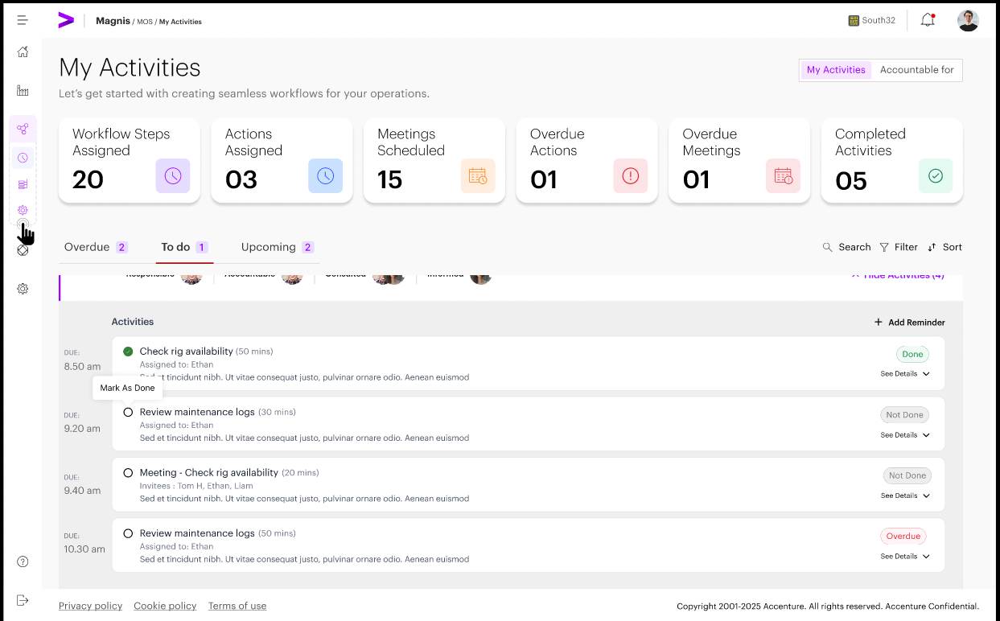 Magnis / MOS / My Activities
South32
My Activities
My Activities
Accountable for
Let's get started with creating seamless workflows for your operations.
Workflow Steps
Assigned
20
Actions
Assigned
03
Meetings
Scheduled
15
Overdue
Actions
01
Overdue
Meetings
01
Completed
Activities
05
Overdue 2
To do 1
Upcoming 2
Search
Filter
Sort
Responsible
Accountable
Consulted
Informed
Hide Activities (4)
Activities
+ Add Reminder
DUE:
8.50 am
Check rig availability (50 mins)
Assigned to: Ethan
Sed et tincidunt nibh. Ut vitae consequat justo, pulvinar ornare odio. Aenean euismod
Done
See Details
Mark As Done
DUE:
9.20 am
Review maintenance logs (30 mins)
Assigned to: Ethan
Sed et tincidunt nibh. Ut vitae consequat justo, pulvinar ornare odio. Aenean euismod
Not Done
See Details
DUE:
9.40 am
Meeting - Check rig availability (20 mins)
Invitees : Tom H, Ethan, Liam
Sed et tincidunt nibh. Ut vitae consequat justo, pulvinar ornare odio. Aenean euismod
Not Done
See Details
DUE:
10.30 am
Review maintenance logs (50 mins)
Assigned to: Ethan
Sed et tincidunt nibh. Ut vitae consequat justo, pulvinar ornare odio. Aenean euismod
Overdue
See Details
Privacy policy
Cookie policy
Terms of use
Copyright 2001-2025 Accenture. All rights reserved. Accenture Confidential.